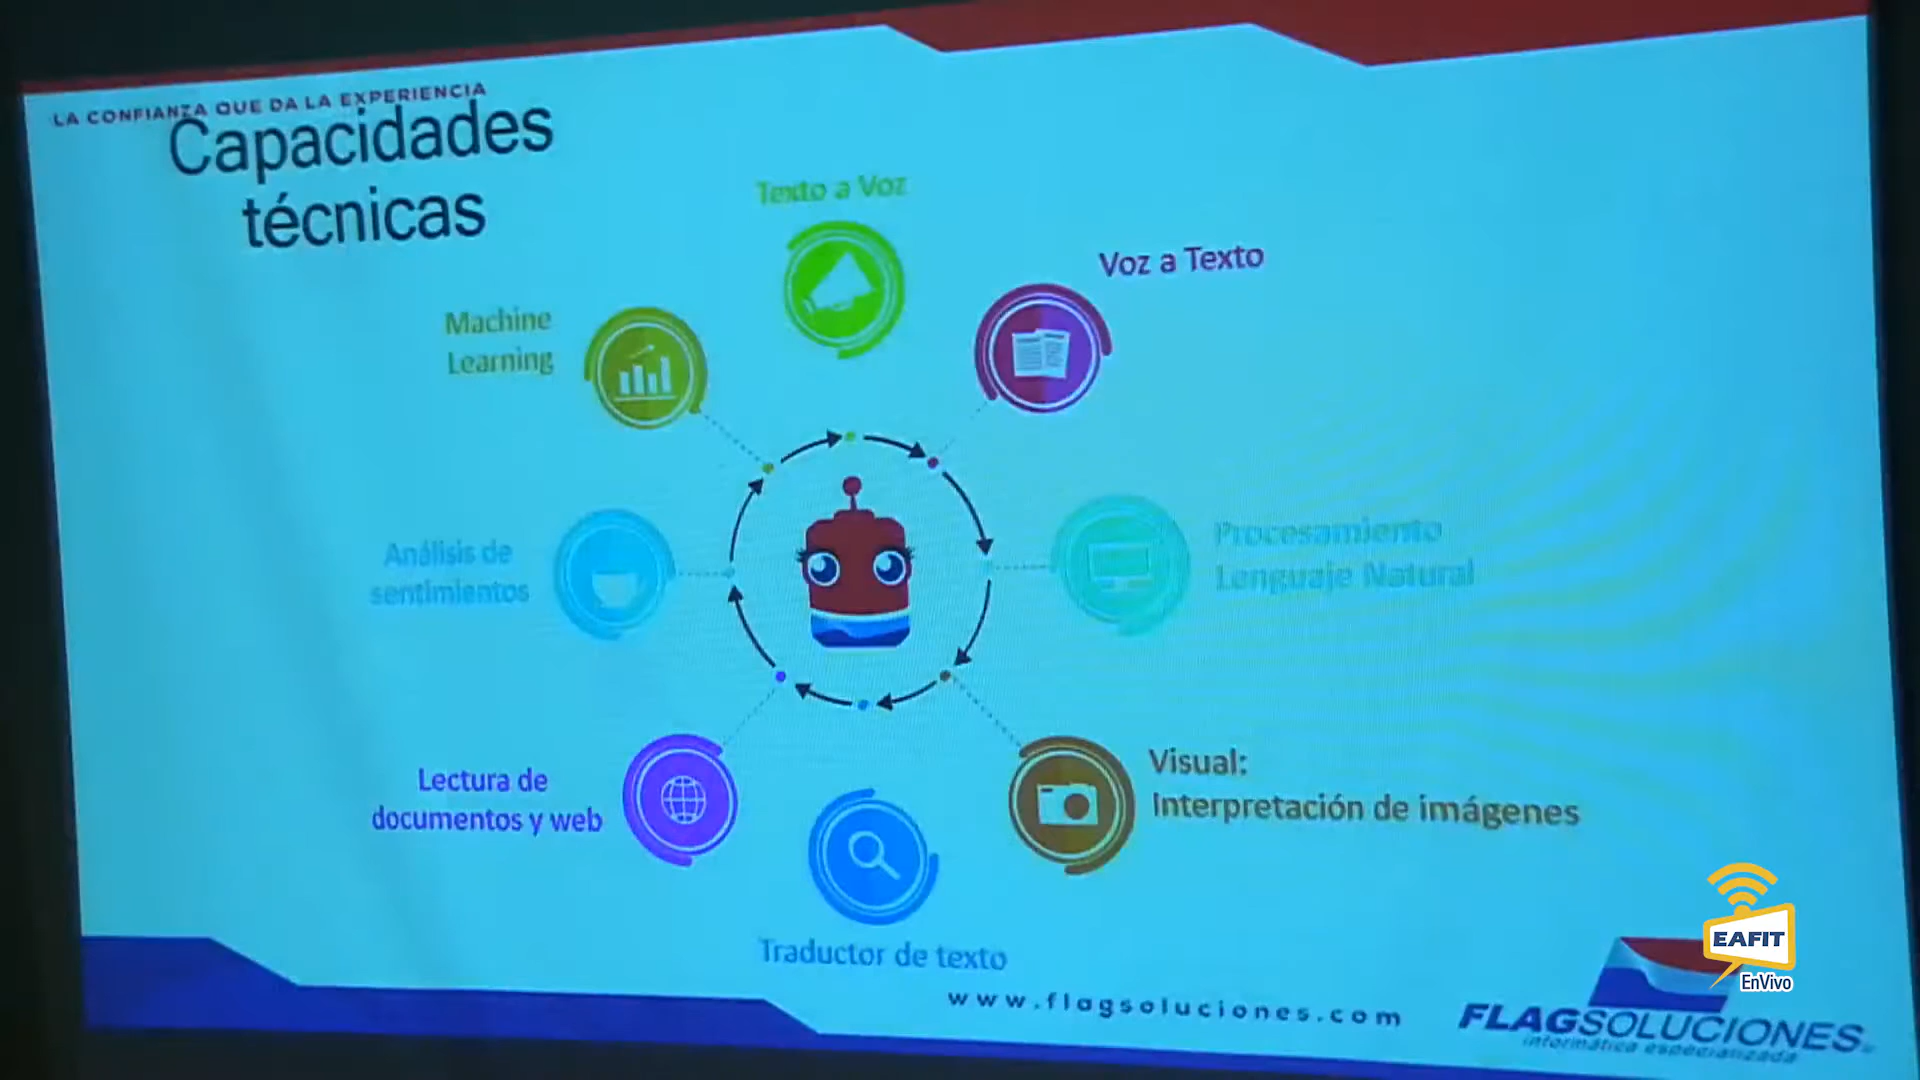 LA CONFIANZA QUE DA LA EXPERIENCIA
Capacidades
técnicas
Texto a Voz
Voz a Texto
Machine
Learning
Procesamiento
Lenguaje Natural
Análisis de
sentimientos
Visual:
Interpretación de imágenes
Lectura de
documentos y web
Traductor de texto
www.flagsoluciones.com
FLAGSOLUCIONES
informática especializada
EAFIT
EnVivo